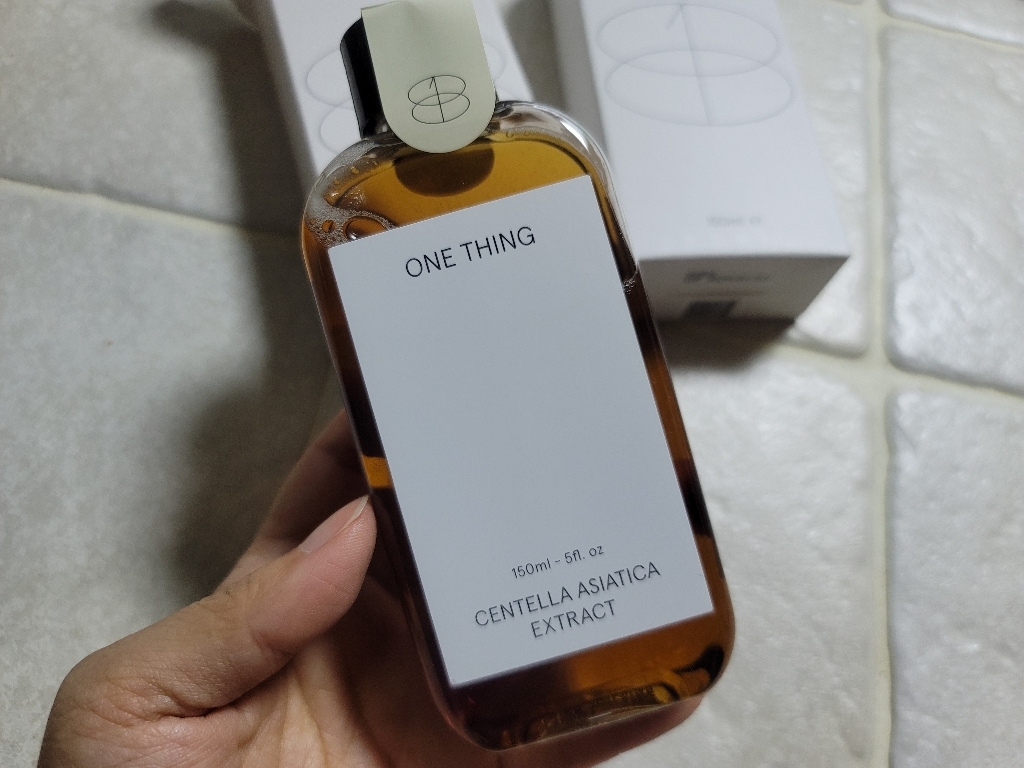 ONE THING
150ml - 5fl. oz
CENTELLA ASIATICA
EXTRACT